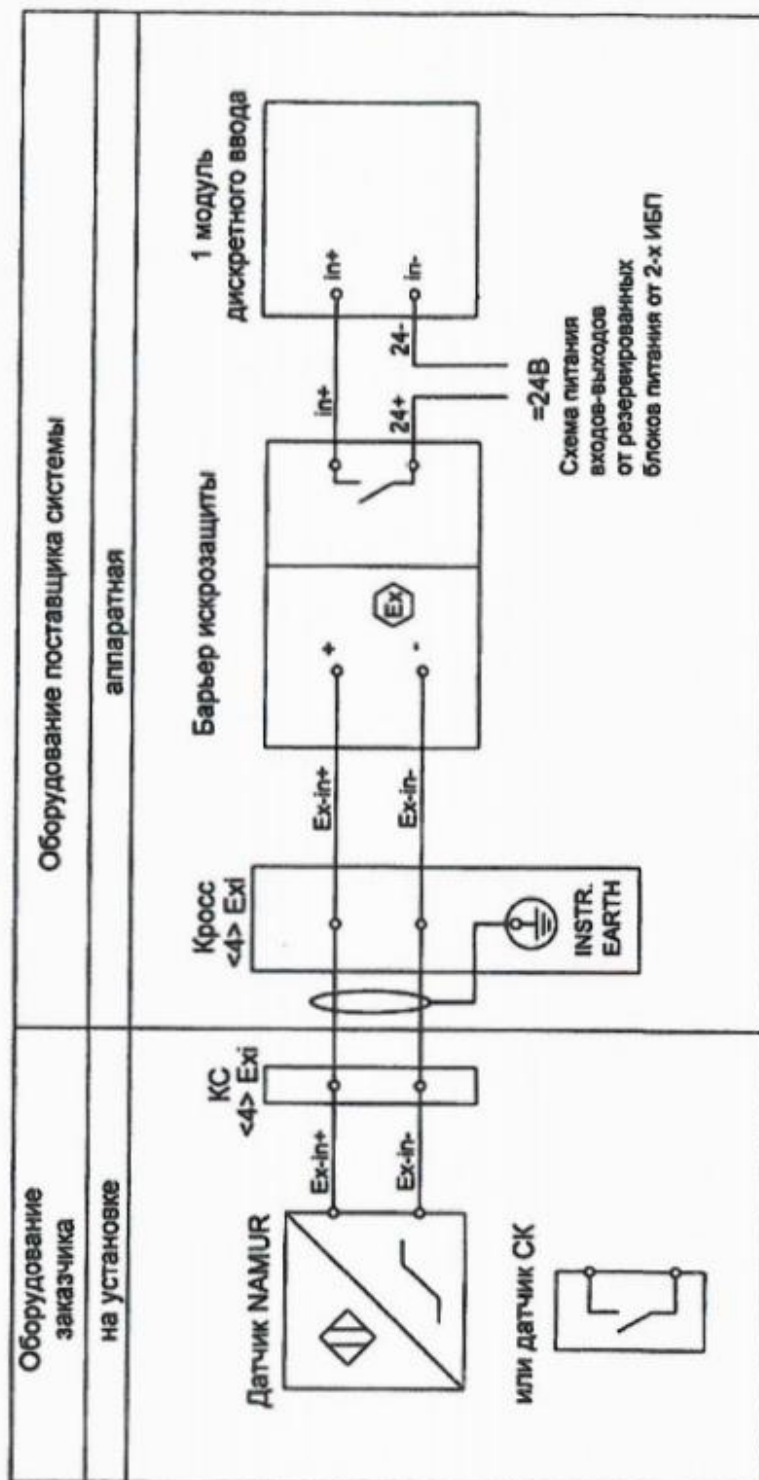 Оборудование
заказчика
Оборудование поставщика системы
на установке
аппаратная
Датчик NAMUR
Ex-in+
Ex-in-
или датчик СК
КС
<4> Exi
Кросс
<4> Exi
INSTR.
EARTH
Ex-in+
Ex-in-
Барьер искрозащиты
+
-
Ex
in+
24+
24-
=24В
Схема питания
входов-выходов
от резервированных
блоков питания от 2-х ИБП
1 модуль
дискретного ввода
in+
in-